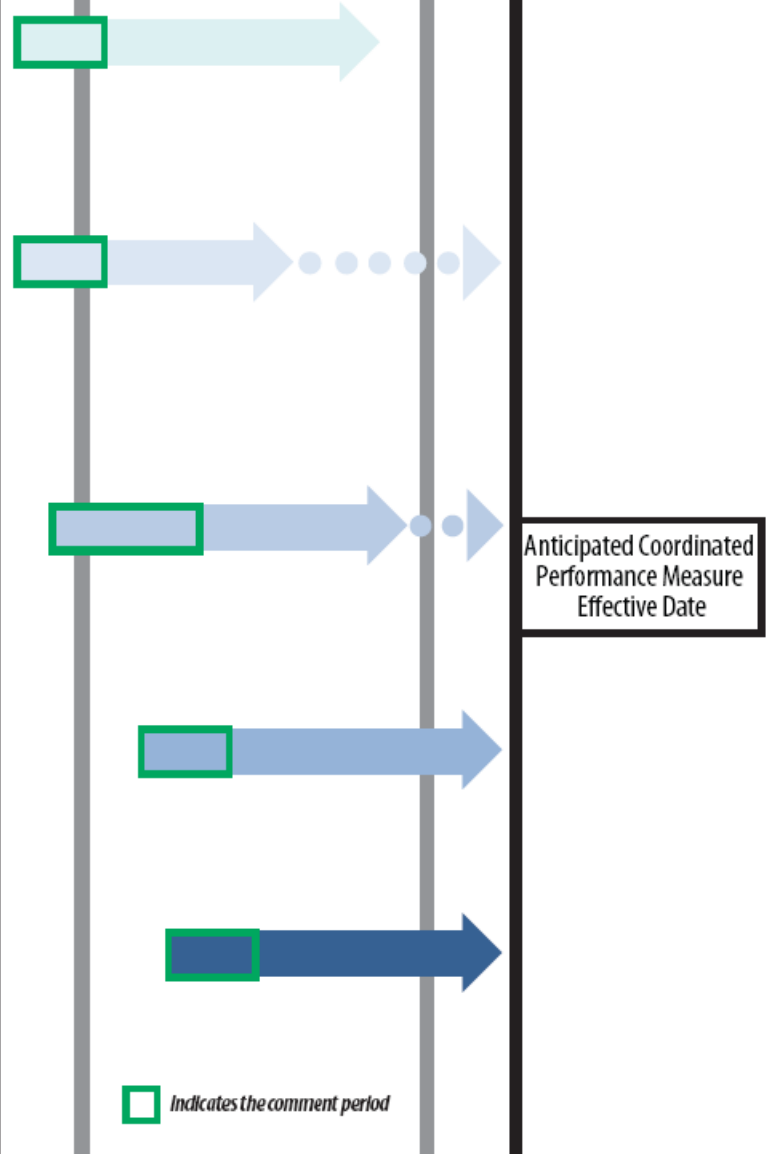 Anticipated Coordinated
Performance Measure
Effective Date
Indicates the comment period